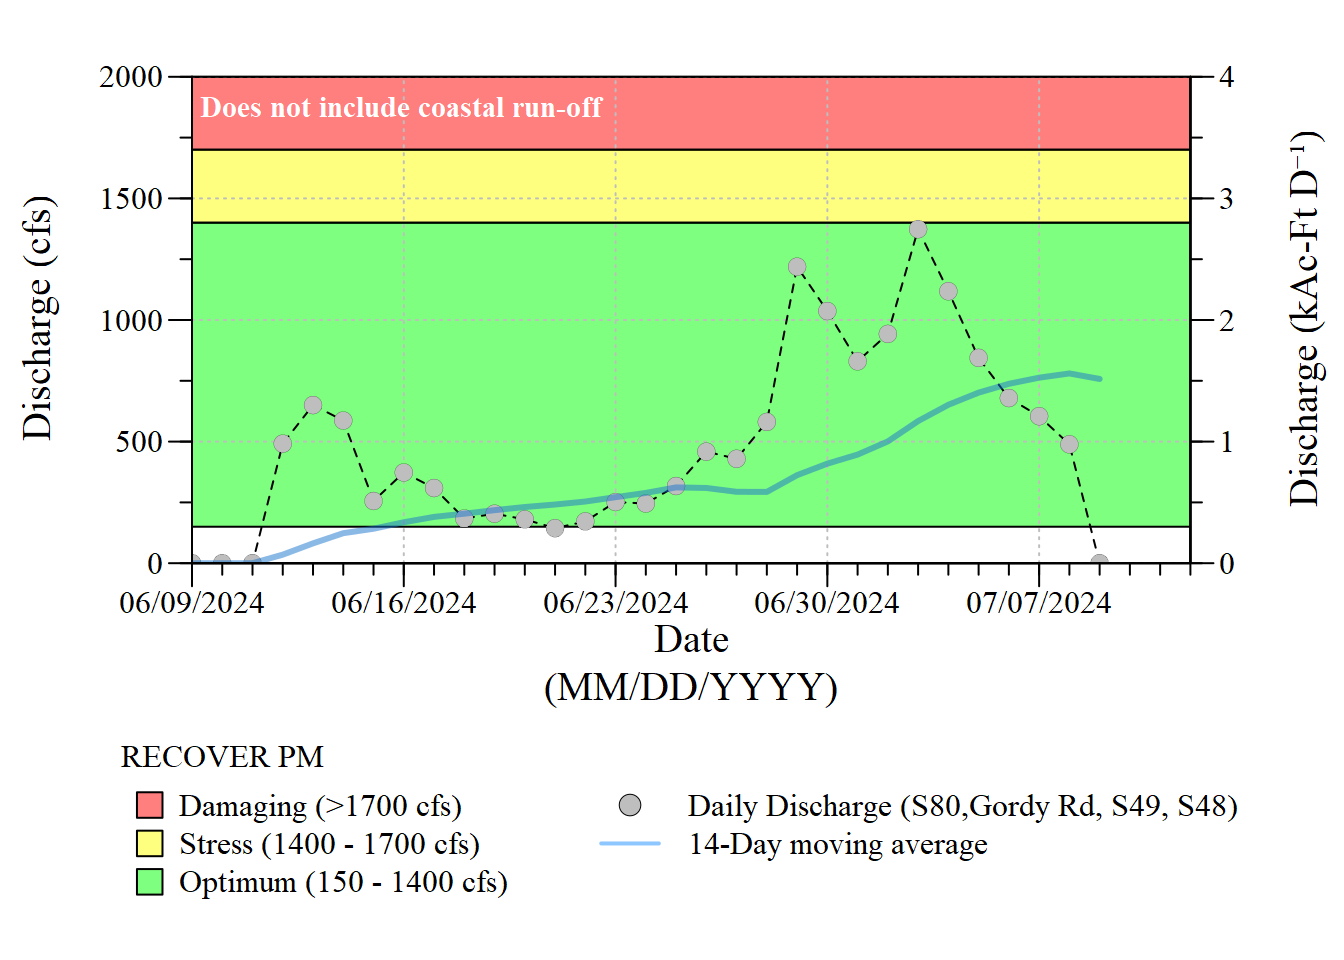 2000
1500
1000
500
0
Discharge (cfs)
Does not include coastal run-off
4
3
2
1
0
Discharge (kAc-Ft D⁻¹)
06/09/2024 06/16/2024 06/23/2024 06/30/2024 07/07/2024
Date
(MM/DD/YYYY)
RECOVER PM
Damaging (>1700 cfs)
Stress (1400 - 1700 cfs)
Optimum (150 - 1400 cfs)
Daily Discharge (S80,Gordy Rd, S49, S48)
14-Day moving average